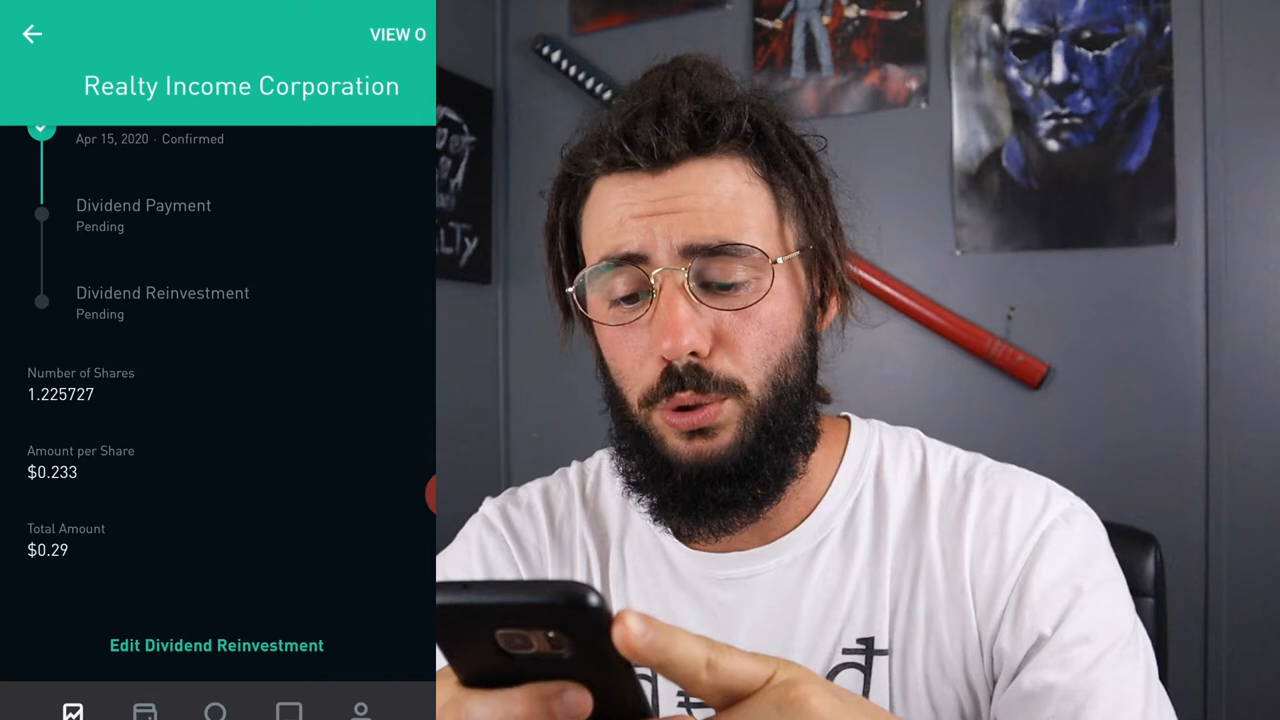 VIEW O
Realty Income Corporation
Apr 15, 2020 · Confirmed
Dividend Payment
Pending
Dividend Reinvestment
Pending
Number of Shares
1.225727
Amount per Share
$0.233
Total Amount
$0.29
Edit Dividend Reinvestment